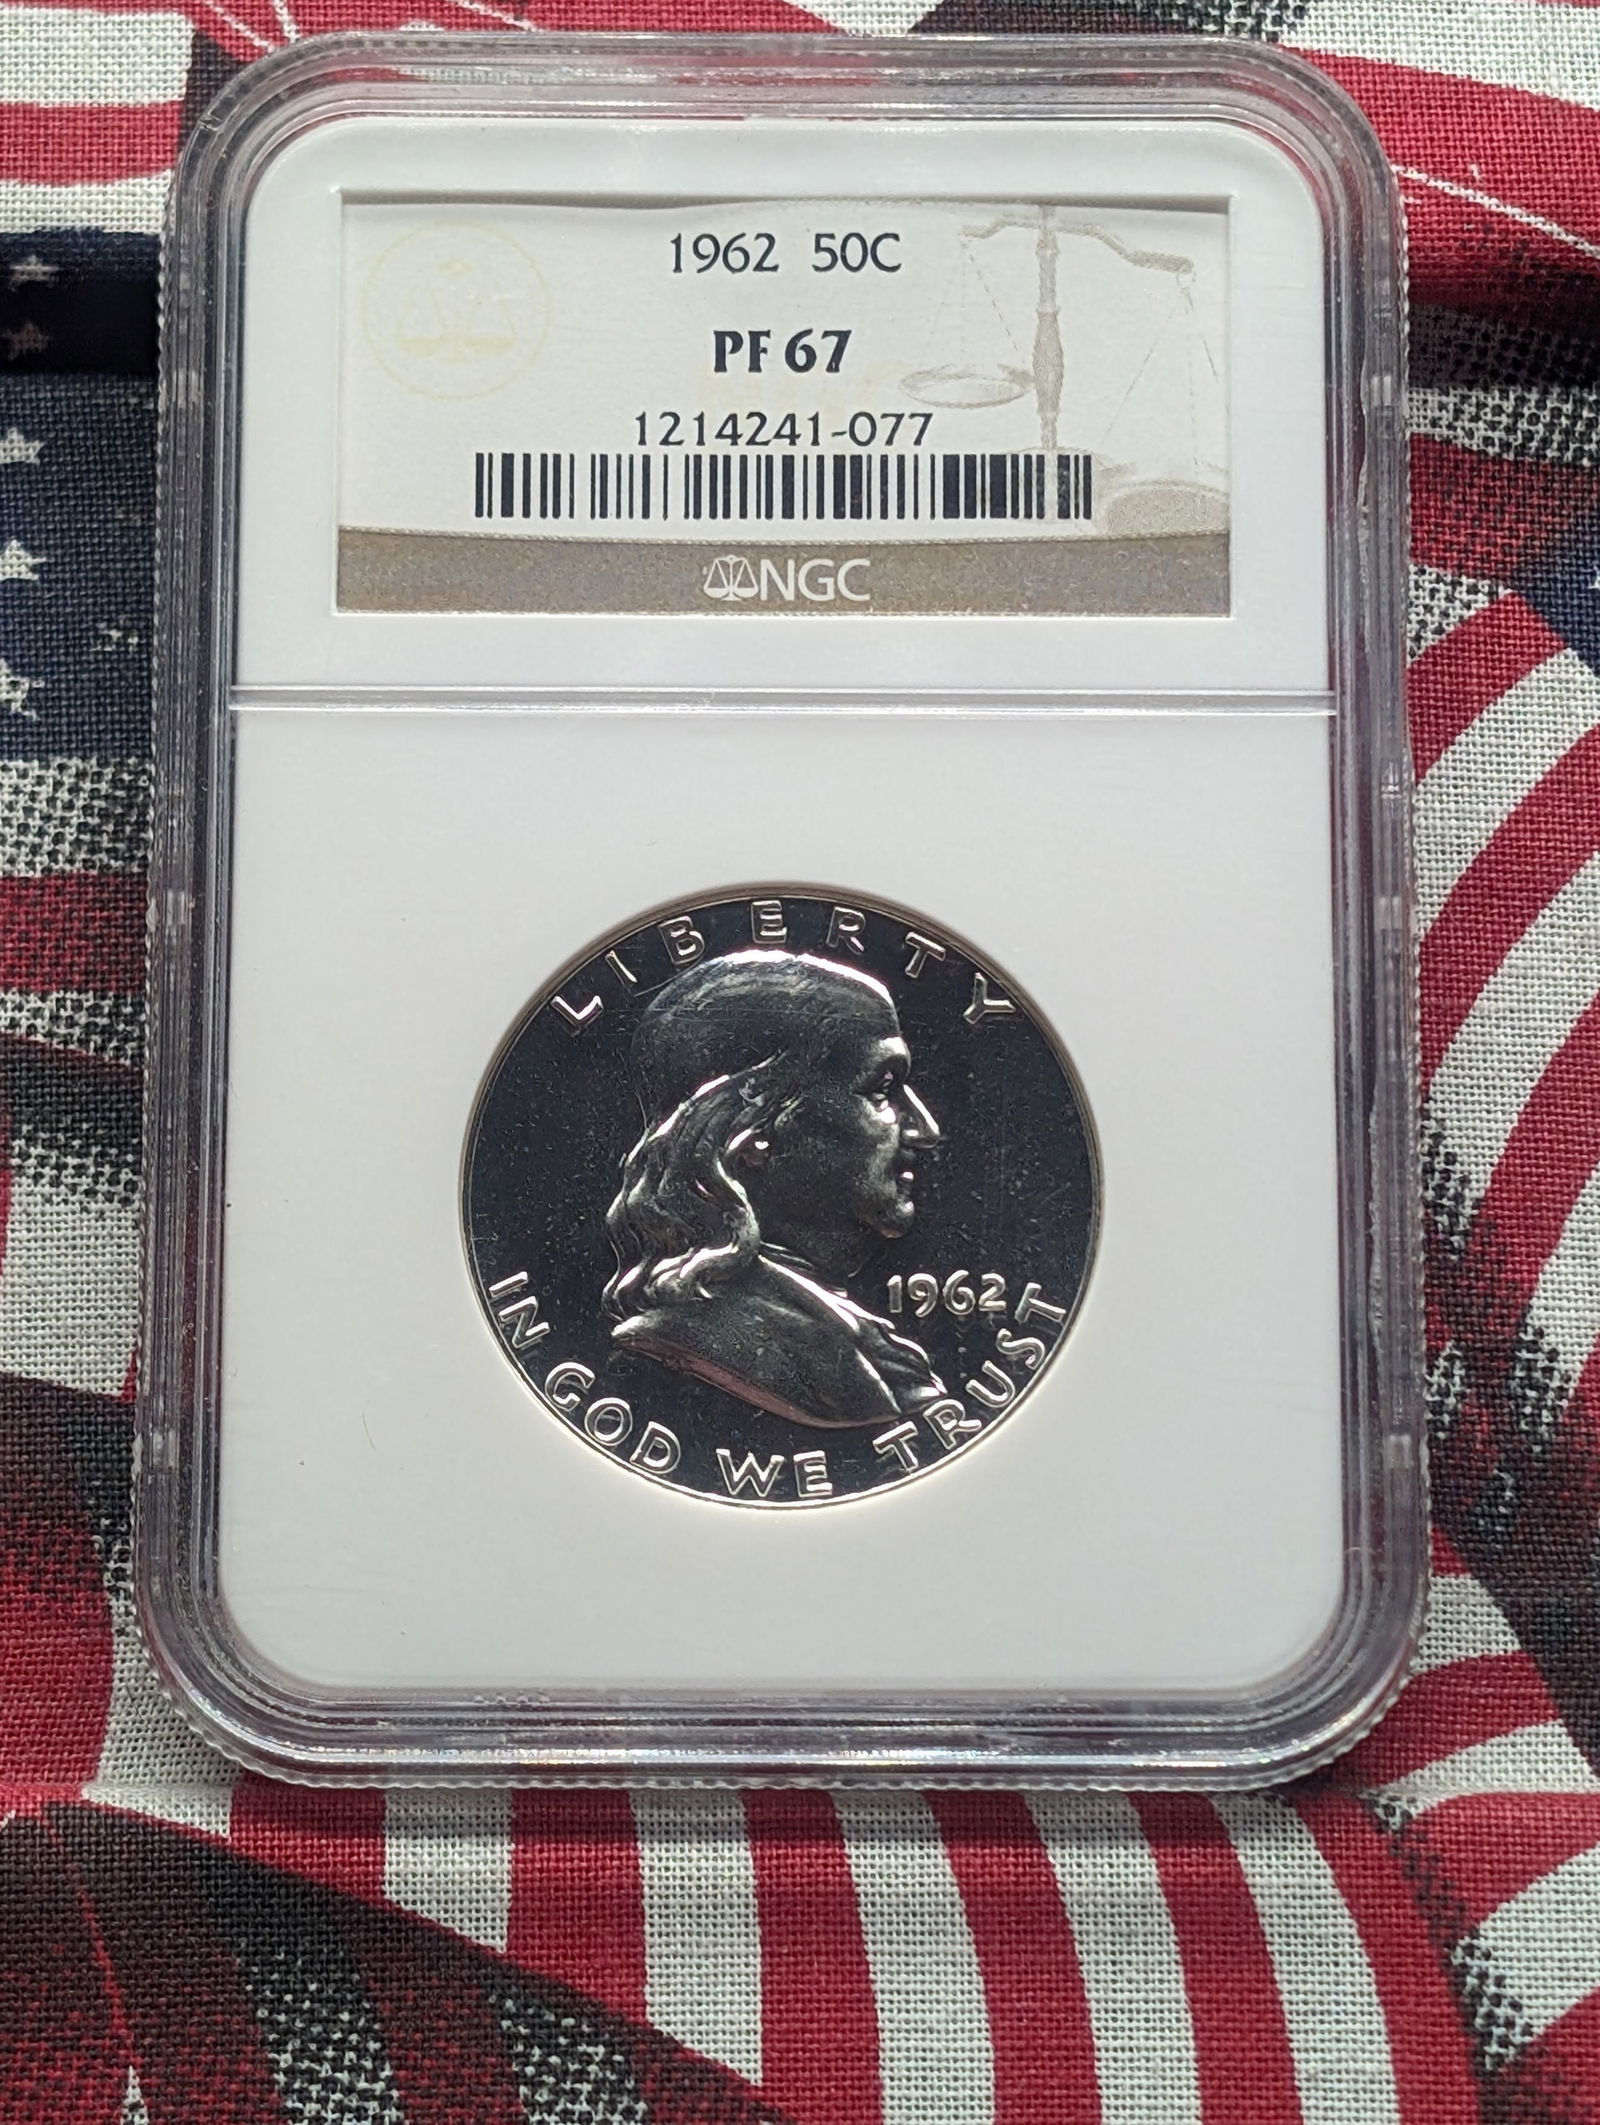 1962 50C
PF 67
1214241-077
NGC
LIBERTY
1962
IN GOD WE TRUST